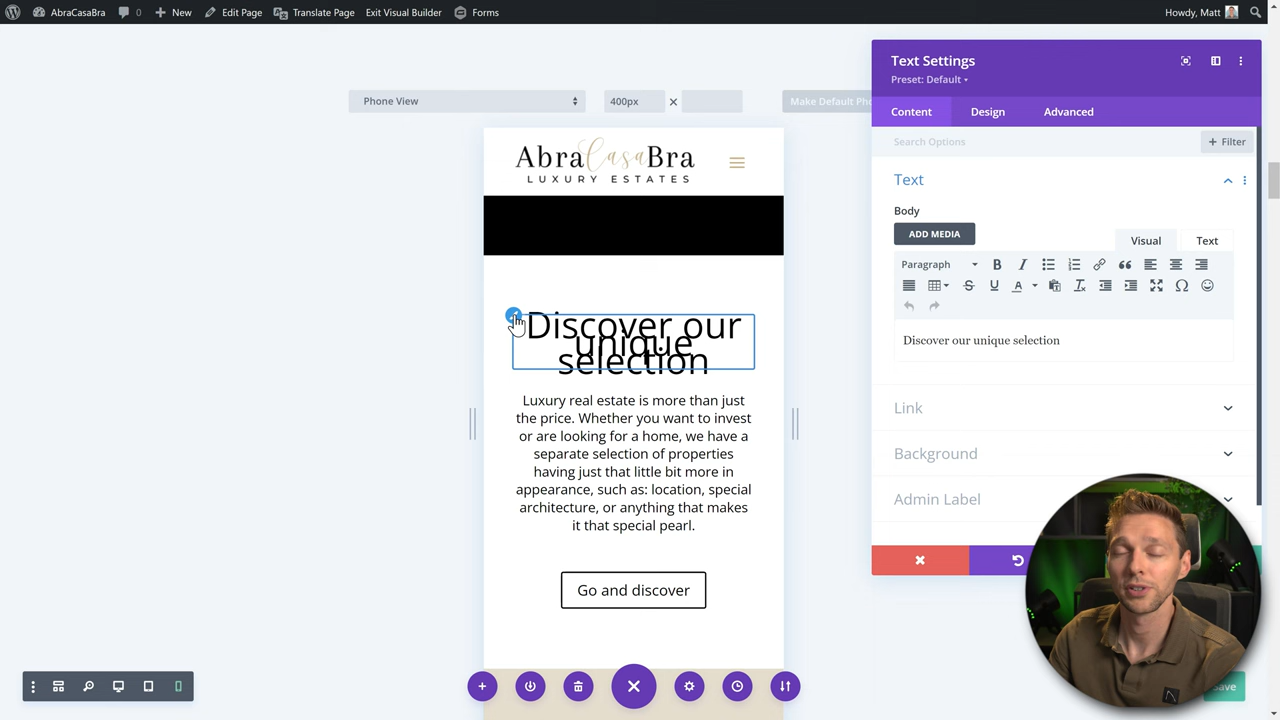 AbraCasaBra
0
New
Edit Page
Translate Page
Exit Visual Builder
Forms
Howdy, Matt
Phone View
400px
Make Default Pho
AbraCasaBra
LUXURY ESTATES
Discover our
unique
selection
Luxury real estate is more than just
the price. Whether you want to invest
or are looking for a home, we have a
separate selection of properties
having just that little bit more in
appearance, such as: location, special
architecture, or anything that makes
it that special pearl.
Go and discover
Text Settings
Preset: Default
Content
Design
Advanced
Search Options
+ Filter
Text
Body
ADD MEDIA
Visual
Text
Paragraph
Discover our unique selection
Link
Background
Admin Label
Save